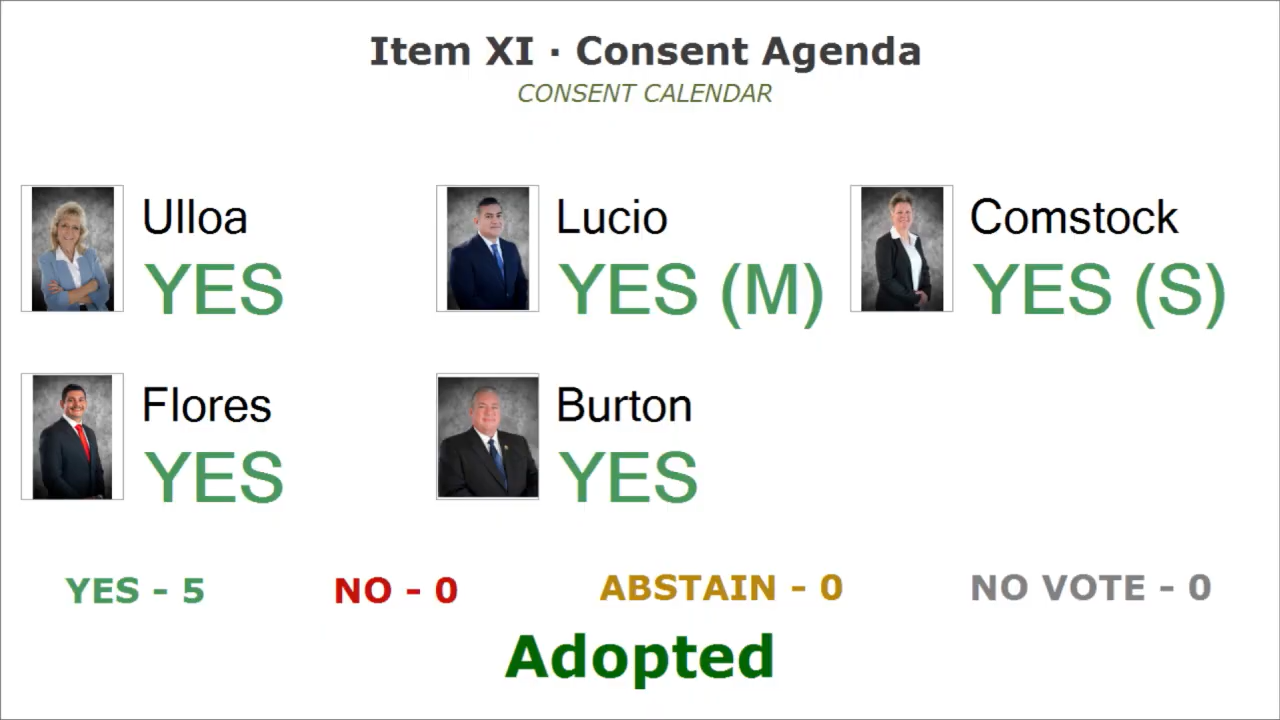 Item XI · Consent Agenda
CONSENT CALENDAR
Ulloa
YES
Lucio
YES (M)
Comstock
YES (S)
Flores
YES
Burton
YES
YES - 5
NO - 0
ABSTAIN - 0
NO VOTE - 0
Adopted